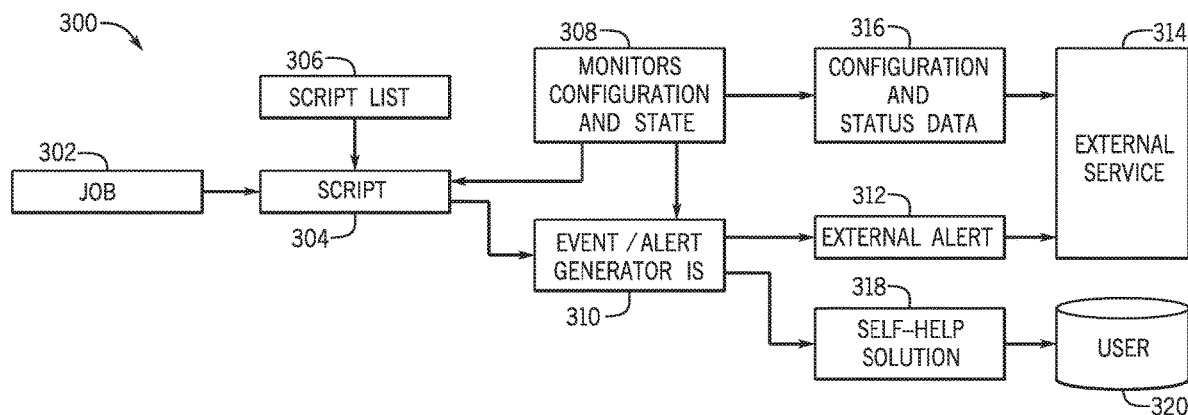 300
306
SCRIPT LIST
302
JOB
SCRIPT
304
308
MONITORS
CONFIGURATION
AND STATE
316
CONFIGURATION
AND
STATUS DATA
314
EXTERNAL
SERVICE
EVENT / ALERT
GENERATOR IS
310
312
EXTERNAL ALERT
318
SELF-HELP
SOLUTION
USER
320